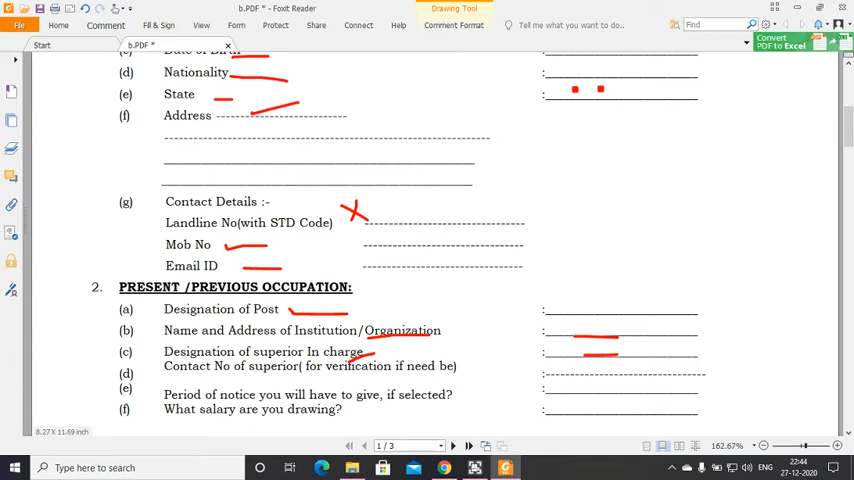 b.PDF * - Foxit Reader
Drawing Tool
File Home Comment View Form Protect Share Connect Help Extras Comment Format Tell me what you want to do... Find
Fill & Sign
Start b.PDF *
Convert
PDF to Excel
(c) Date of Birth
(d) Nationality :
(e) State :
(f) Address
(g) Contact Details :-
Landline No(with STD Code)
Mob No
Email ID
2. PRESENT /PREVIOUS OCCUPATION:
(a) Designation of Post :
(b) Name and Address of Institution/Organization :
(c) Designation of superior In charge :
(d) Contact No of superior( for verification if need be) :
(e) Period of notice you will have to give, if selected? :
(f) What salary are you drawing? :
8.27 x 11.69 inch
1 / 3 162.67%
Type here to search ENG 22:44
27-12-2020